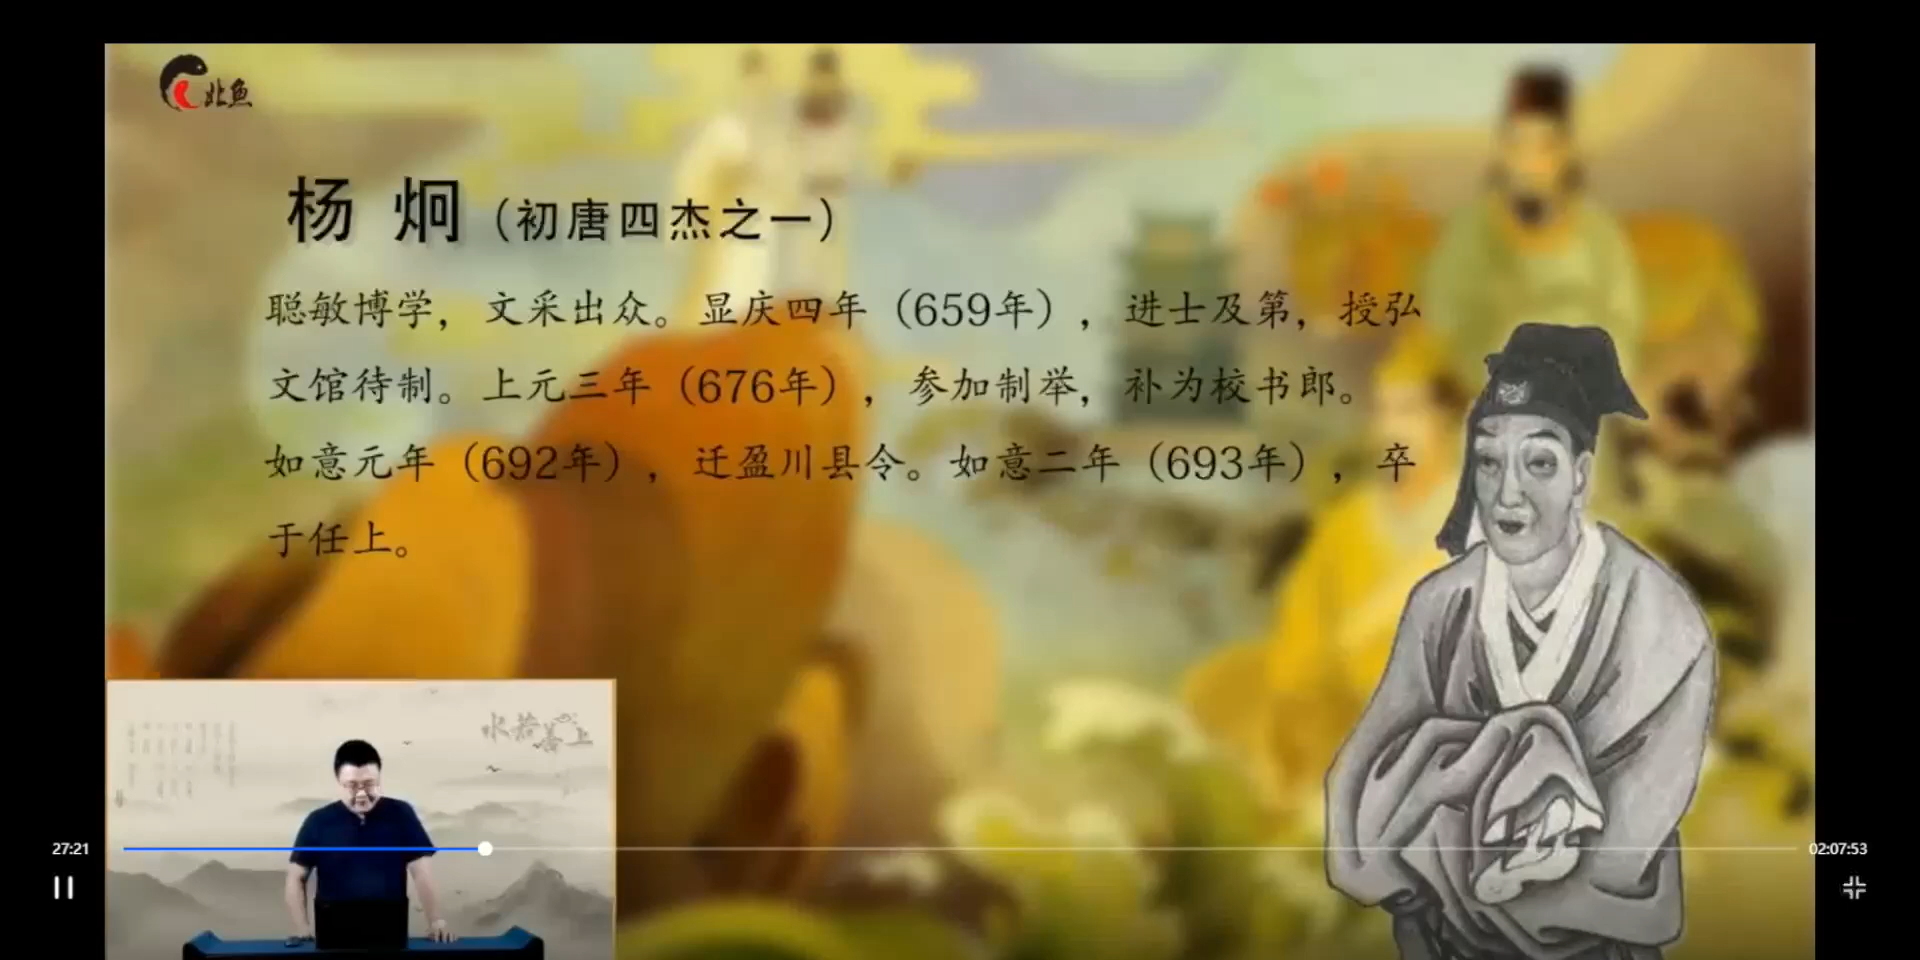 北鱼
杨 炯（初唐四杰之一）
聪敏博学，文采出众。显庆四年（659年），进士及第，授弘
文馆待制。上元三年（676年），参加制举，补为校书郎。
如意元年（692年），迁盈川县令。如意二年（693年），卒
于任上。
上善若水
27:21
02:07:53